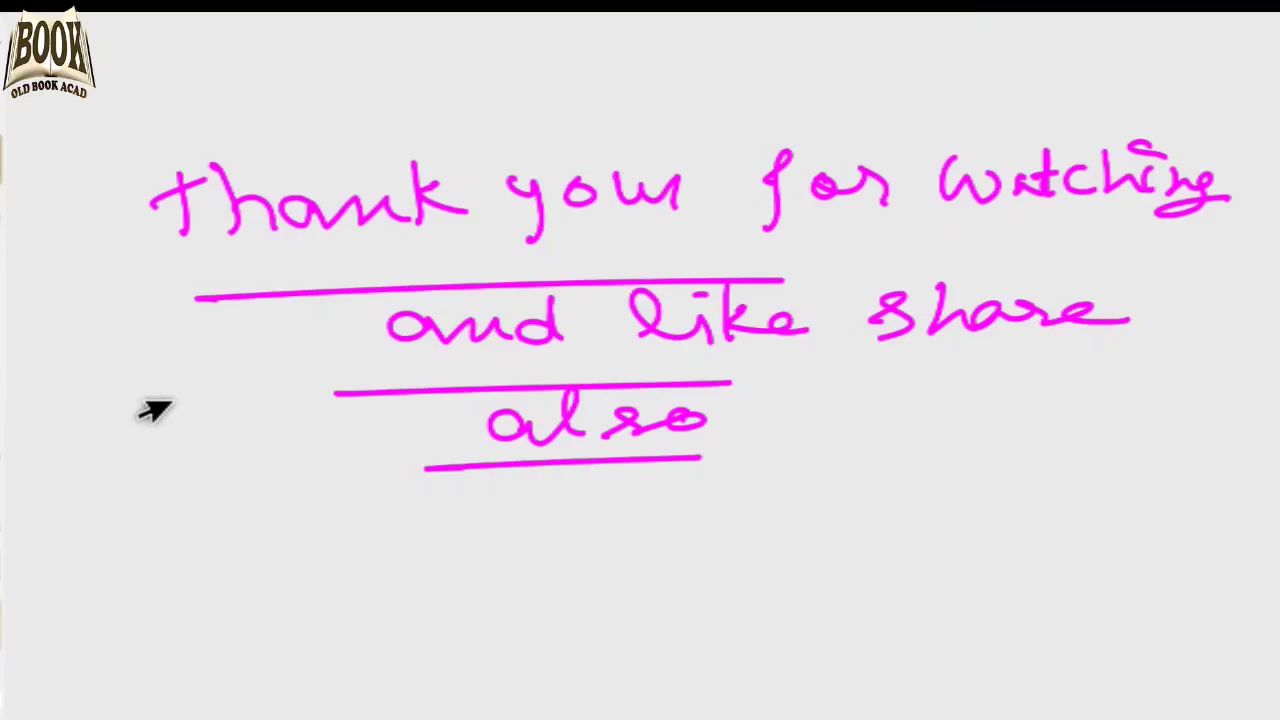 BOOK
OLD BOOK ACAD
Thank you for watching
and like share
also